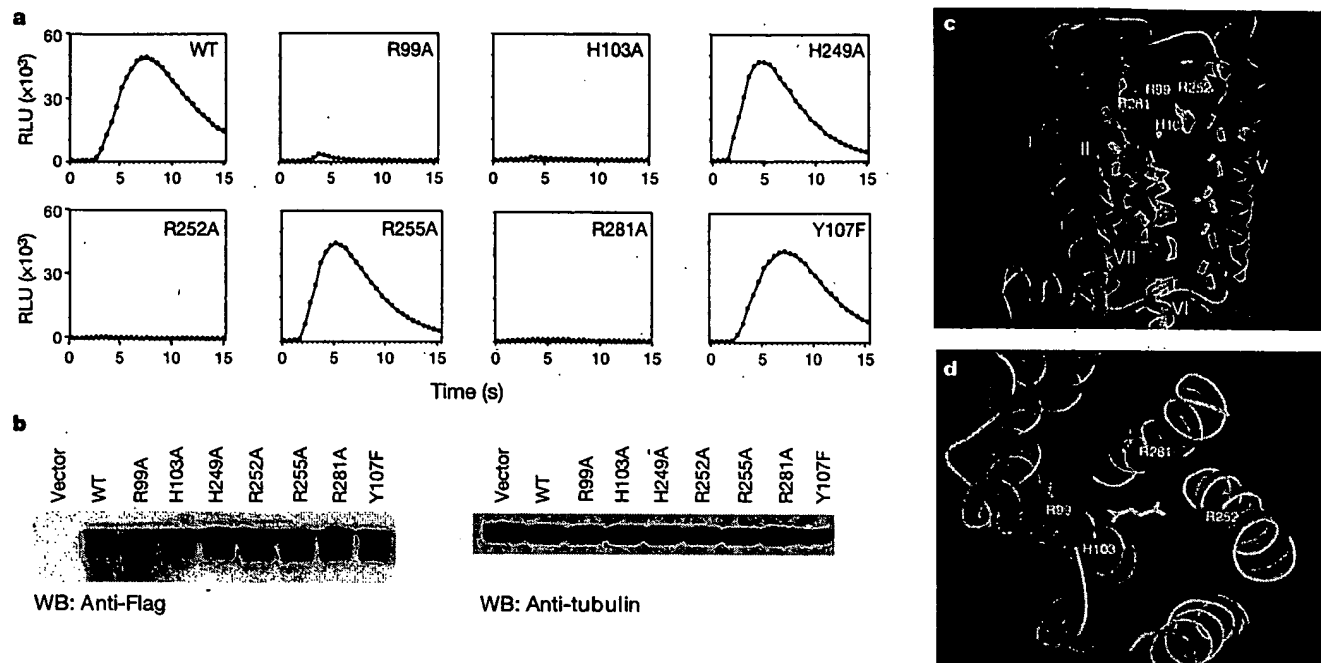 a
60
30
0
RLU (×10³)
WT
0 5 10 15
R99A
0 5 10 15
H103A
0 5 10 15
H249A
0 5 10 15
60
30
0
RLU (×10³)
R252A
0 5 10 15
R255A
0 5 10 15
R281A
0 5 10 15
Y107F
0 5 10 15
Time (s)
b
Vector WT R99A H103A H249A R252A R255A R281A Y107F
WB: Anti-Flag
Vector WT R99A H103A H249A R252A R255A R281A Y107F
WB: Anti-tubulin
c
R99 R252
R281
I II V
VII
VI
d
R281
R99 R252
H103